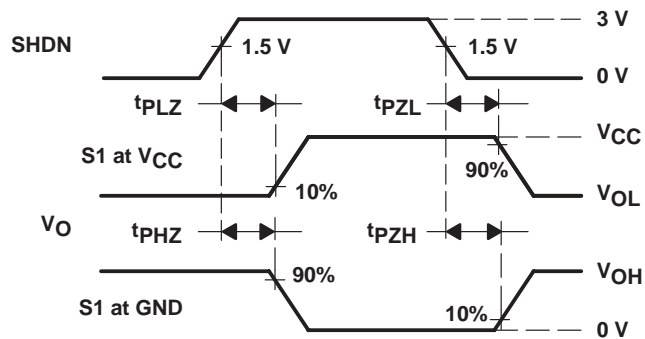 3 V
SHDN 1.5 V 1.5 V
0 V
tPLZ tPZL
S1 at VCC VCC
90%
10% VOL
VO tPHZ tPZH
90% VOH
S1 at GND 10%
0 V